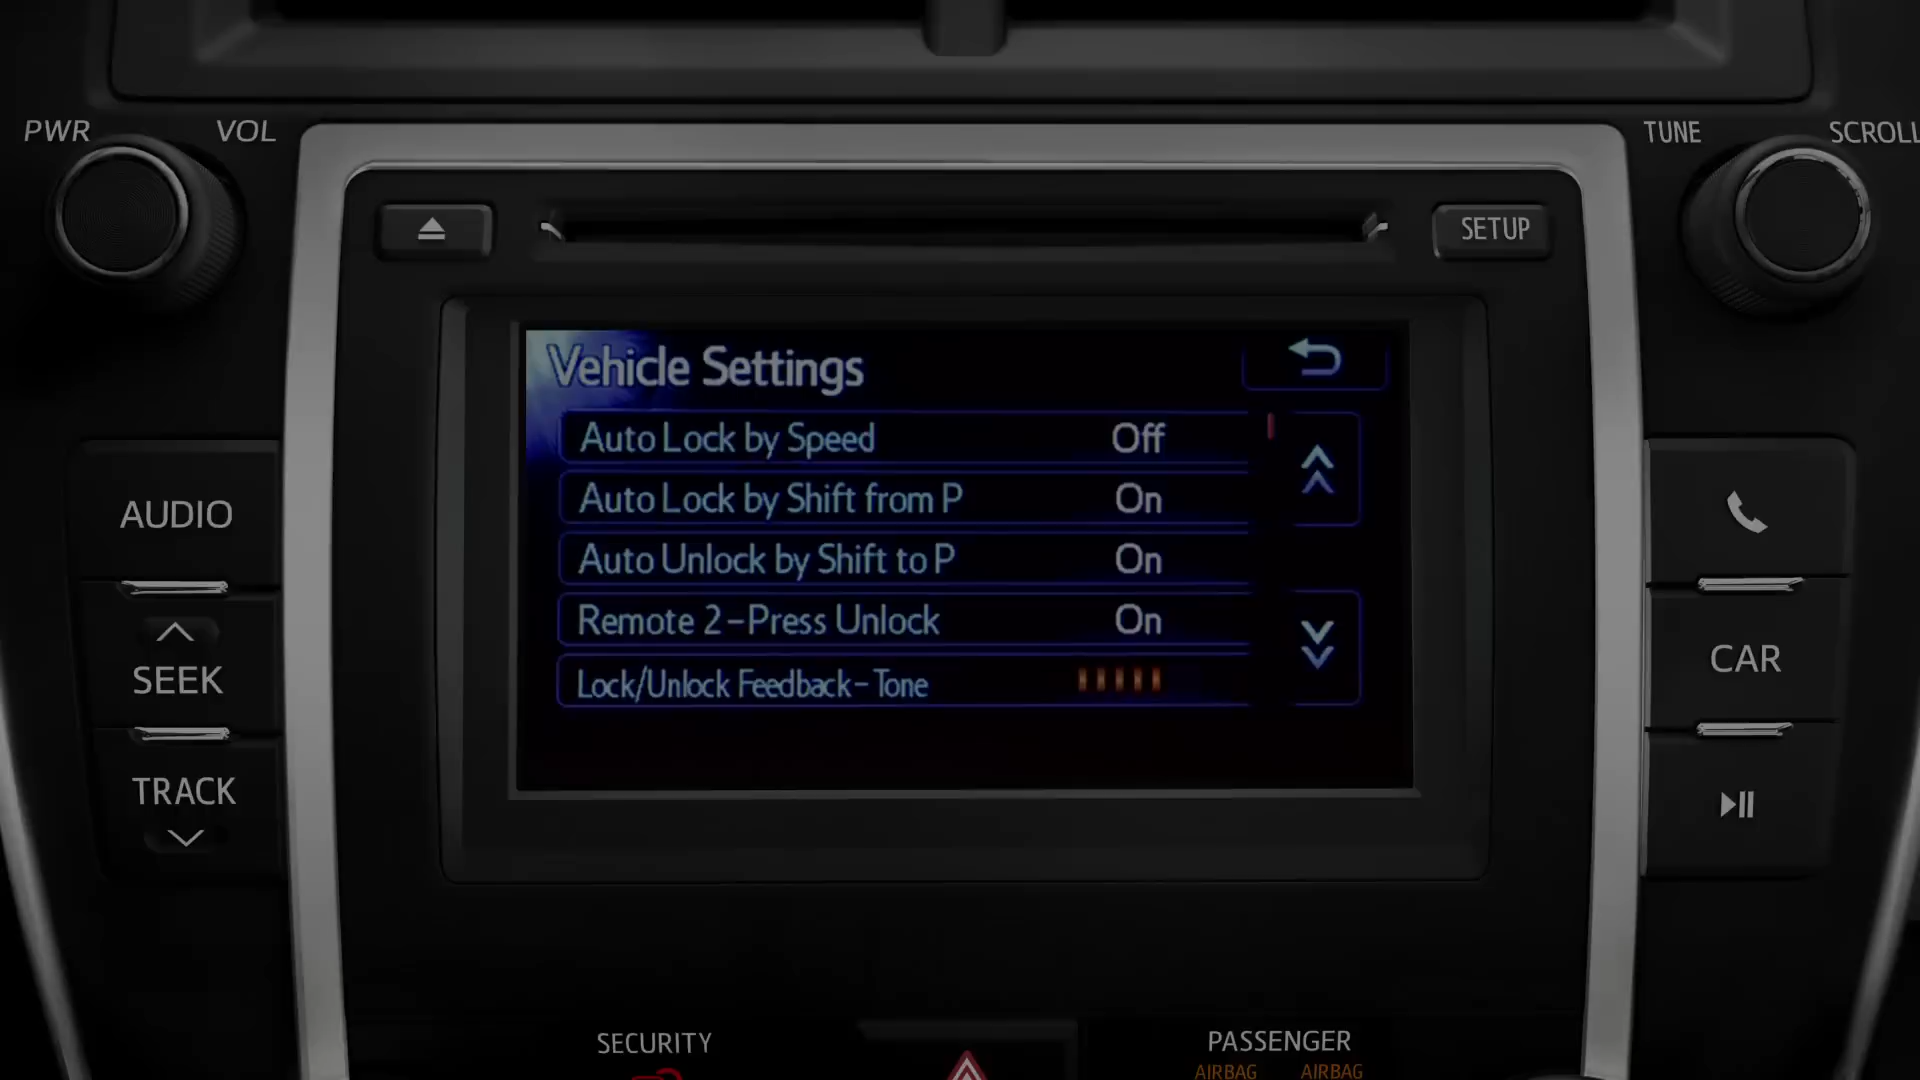 PWR VOL TUNE SCROLL
SETUP
Vehicle Settings
Auto Lock by Speed Off
Auto Lock by Shift from P On
Auto Unlock by Shift to P On
Remote 2-Press Unlock On
Lock/Unlock Feedback-Tone
AUDIO
SEEK
TRACK
CAR
SECURITY
PASSENGER
AIRBAG AIRBAG